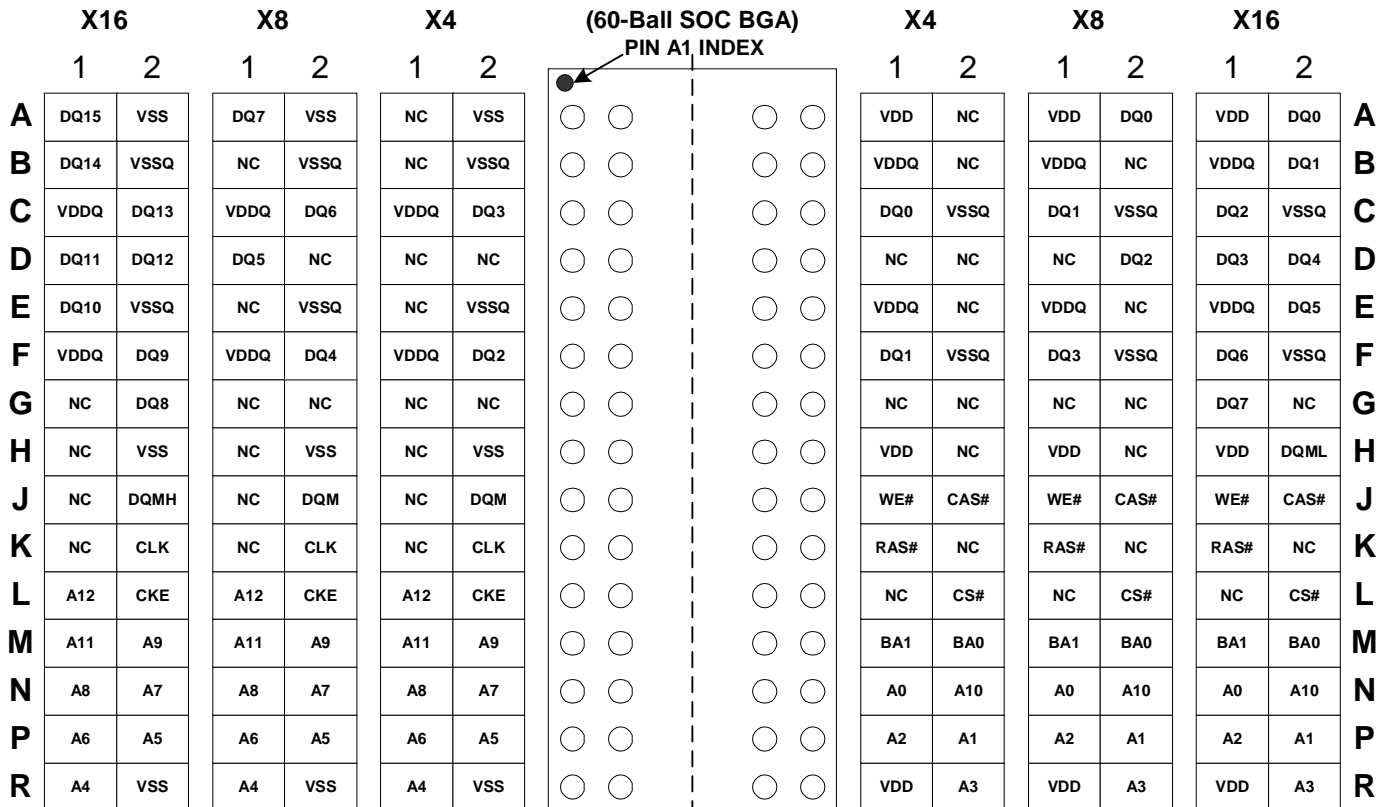 X16 X8 X4 (60-Ball SOC BGA) X4 X8 X16
PIN A1 INDEX
1 2 1 2 1 2 1 2 1 2 1 2
A DQ15 VSS DQ7 VSS NC VSS VDD NC VDD DQ0 VDD DQ0 A
B DQ14 VSSQ NC VSSQ NC VSSQ VDDQ NC VDDQ NC VDDQ DQ1 B
C VDDQ DQ13 VDDQ DQ6 VDDQ DQ3 DQ0 VSSQ DQ1 VSSQ DQ2 VSSQ C
D DQ11 DQ12 DQ5 NC NC NC NC NC NC DQ2 DQ3 DQ4 D
E DQ10 VSSQ NC VSSQ NC VSSQ VDDQ NC VDDQ NC VDDQ DQ5 E
F VDDQ DQ9 VDDQ DQ4 VDDQ DQ2 DQ1 VSSQ DQ3 VSSQ DQ6 VSSQ F
G NC DQ8 NC NC NC NC NC NC NC NC DQ7 NC G
H NC VSS NC VSS NC VSS VDD NC VDD NC VDD DQML H
J NC DQMH NC DQM NC DQM WE# CAS# WE# CAS# WE# CAS# J
K NC CLK NC CLK NC CLK RAS# NC RAS# NC RAS# NC K
L A12 CKE A12 CKE A12 CKE NC CS# NC CS# NC CS# L
M A11 A9 A11 A9 A11 A9 BA1 BA0 BA1 BA0 BA1 BA0 M
N A8 A7 A8 A7 A8 A7 A0 A10 A0 A10 A0 A10 N
P A6 A5 A6 A5 A6 A5 A2 A1 A2 A1 A2 A1 P
R A4 VSS A4 VSS A4 VSS VDD A3 VDD A3 VDD A3 R